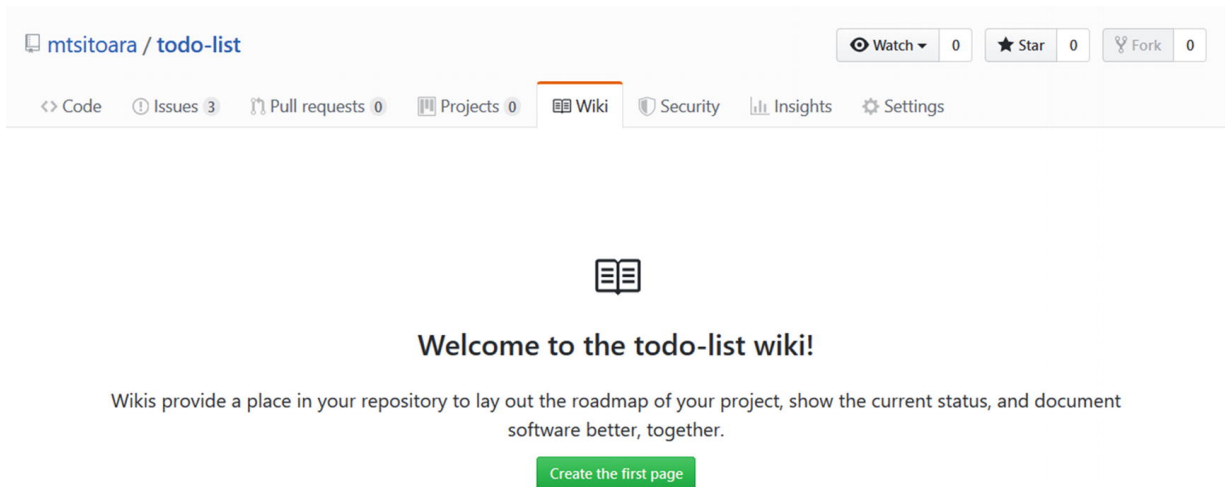 mtsitoara / todo-list
Watch 0 Star 0 Fork 0
Code Issues 3 Pull requests 0 Projects 0 Wiki Security Insights Settings
Welcome to the todo-list wiki!
Wikis provide a place in your repository to lay out the roadmap of your project, show the current status, and document
software better, together.
Create the first page